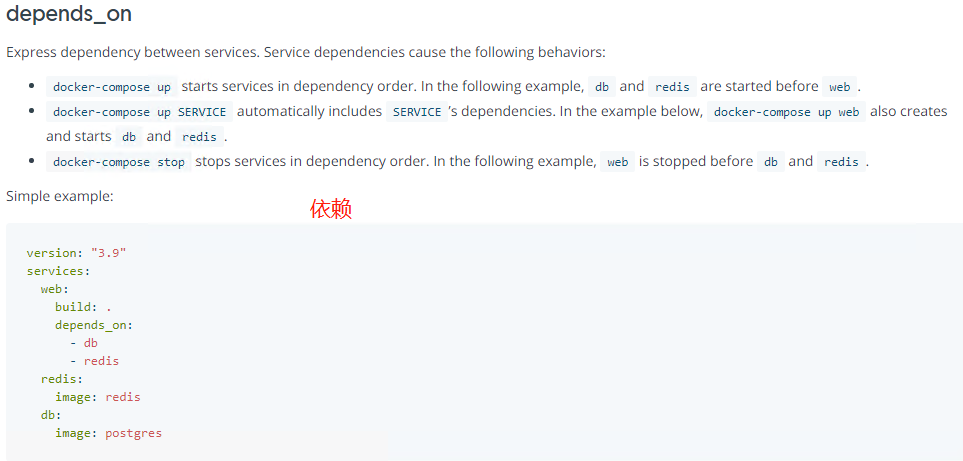 depends_on
Express dependency between services. Service dependencies cause the following behaviors:
• docker-compose up starts services in dependency order. In the following example, db and redis are started before web .
• docker-compose up SERVICE automatically includes SERVICE 's dependencies. In the example below, docker-compose up web also creates
and starts db and redis .
• docker-compose stop stops services in dependency order. In the following example, web is stopped before db and redis .
Simple example:
依赖
version: "3.9"
services:
  web:
    build: .
    depends_on:
      - db
      - redis
  redis:
    image: redis
  db:
    image: postgres